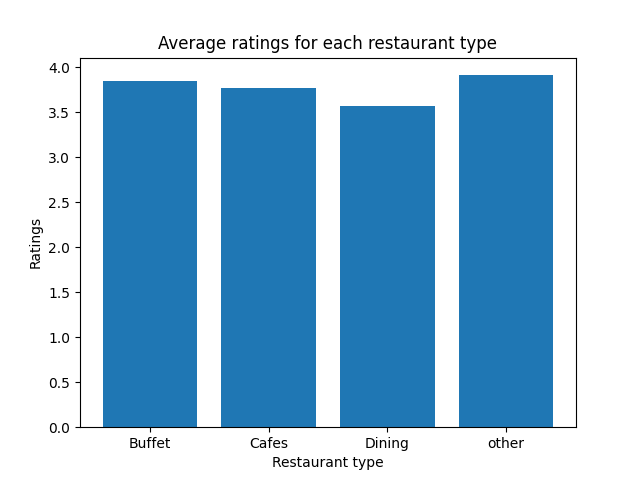 Average ratings for each restaurant type
4.0
3.5
3.0
2.5
2.0
1.5
1.0
0.5
0.0
Ratings
Buffet Cafes Dining other
Restaurant type